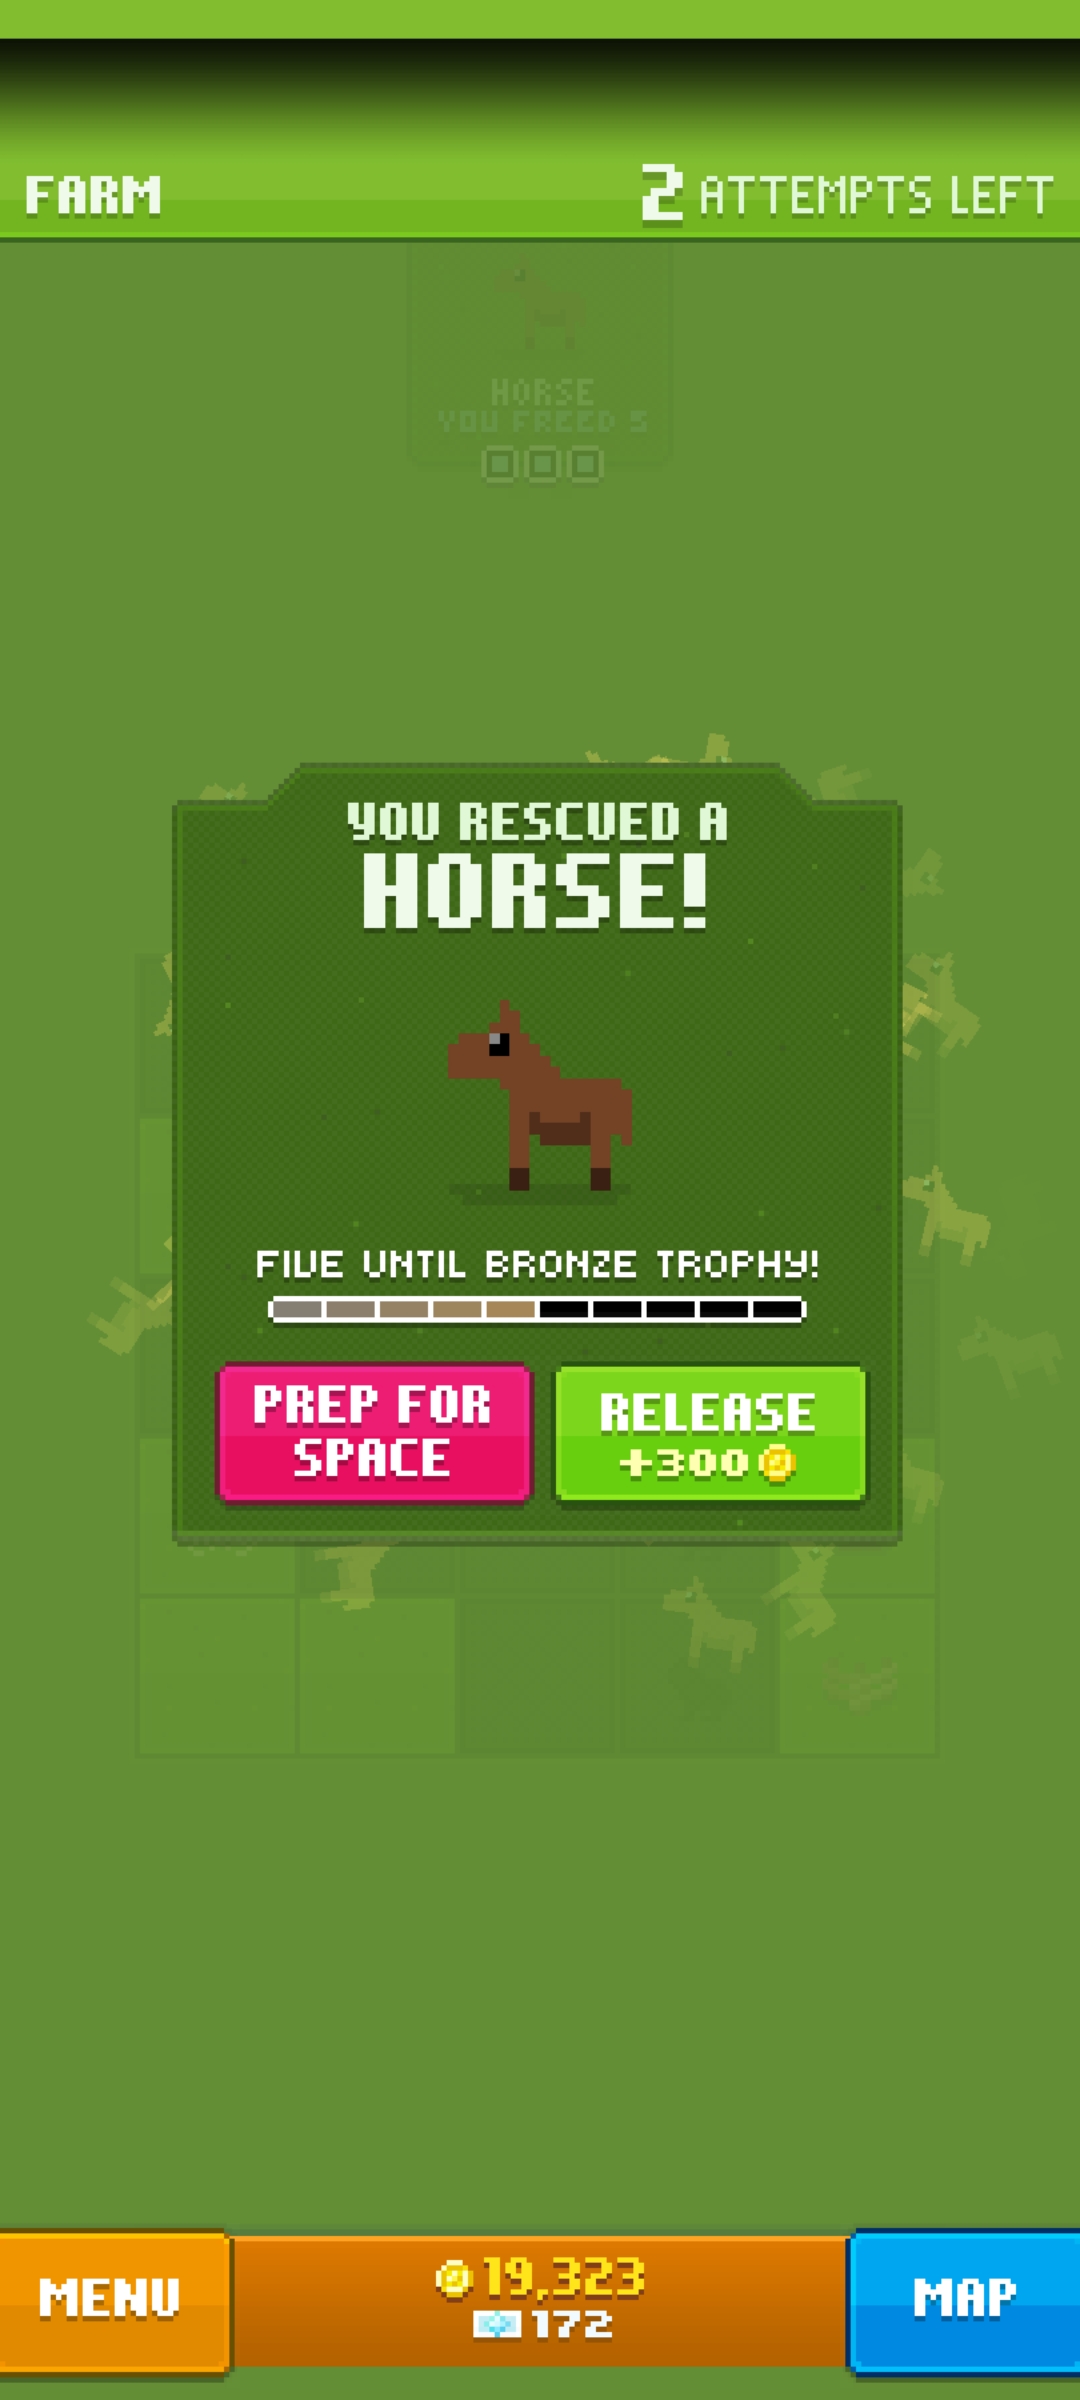 FARM
2 ATTEMPTS LEFT
HORSE
YOU FREED 5
YOU RESCUED A
HORSE!
FIVE UNTIL BRONZE TROPHY!
PREP FOR
SPACE
RELEASE
+300
MENU
19,323
172
MAP